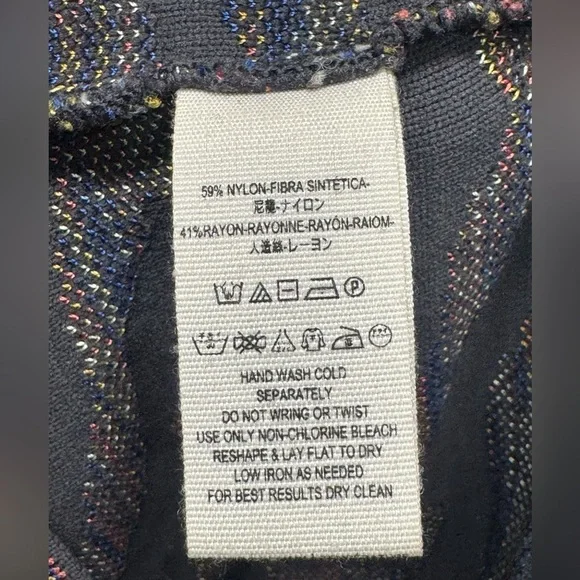 59% NYLON-FIBRA SINTÉTICA-
尼龍-ナイロン
41%RAYON-RAYONNE-RAYÓN-RAIOM-
人造絲-レーヨン
HAND WASH COLD
SEPARATELY
DO NOT WRING OR TWIST
USE ONLY NON-CHLORINE BLEACH
RESHAPE & LAY FLAT TO DRY
LOW IRON AS NEEDED
FOR BEST RESULTS DRY CLEAN